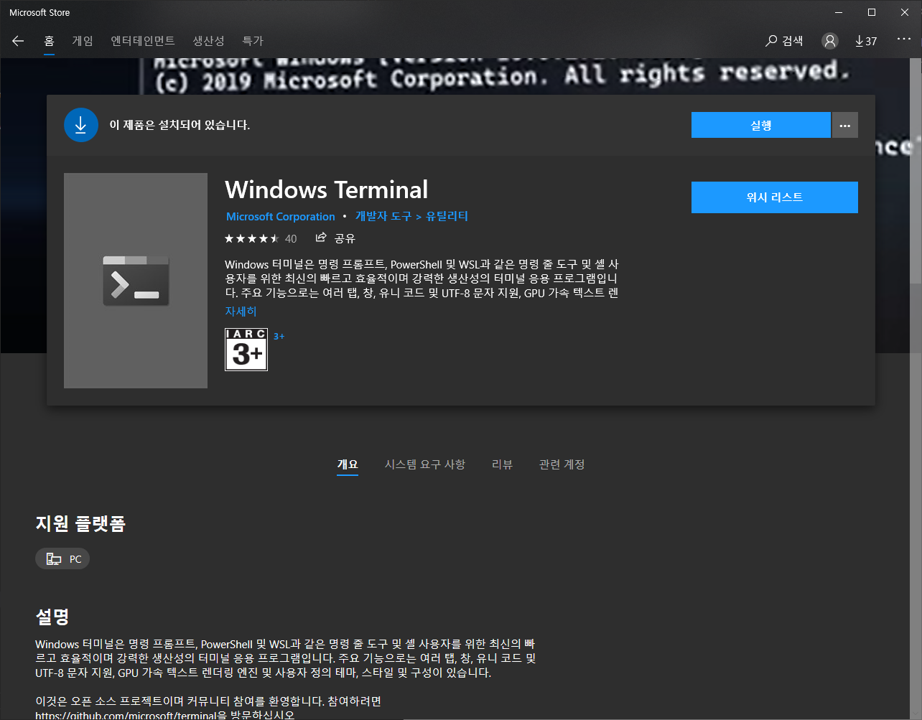 Microsoft Store
홈 게임 엔터테인먼트 생산성 특가 검색 37 ...
Microsoft Windows [Version
(c) 2019 Microsoft Corporation. All rights reserved.
이 제품은 설치되어 있습니다. 실행 ...
Windows Terminal
위시 리스트
Microsoft Corporation • 개발자 도구 > 유틸리티
40 공유
Windows 터미널은 명령 프롬프트, PowerShell 및 WSL과 같은 명령 줄 도구 및 셸 사
용자를 위한 최신의 빠르고 효율적이며 강력한 생산성의 터미널 응용 프로그램입니
다. 주요 기능으로는 여러 탭, 창, 유니 코드 및 UTF-8 문자 지원, GPU 가속 텍스트 렌
자세히
IARC
3+
3+
개요 시스템 요구 사항 리뷰 관련 계정
지원 플랫폼
PC
설명
Windows 터미널은 명령 프롬프트, PowerShell 및 WSL과 같은 명령 줄 도구 및 셸 사용자를 위한 최신의 빠
르고 효율적이며 강력한 생산성의 터미널 응용 프로그램입니다. 주요 기능으로는 여러 탭, 창, 유니 코드 및
UTF-8 문자 지원, GPU 가속 텍스트 렌더링 엔진 및 사용자 정의 테마, 스타일 및 구성이 있습니다.
이것은 오픈 소스 프로젝트이며 커뮤니티 참여를 환영합니다. 참여하려면
https://github.com/microsoft/terminal을 방문하십시오